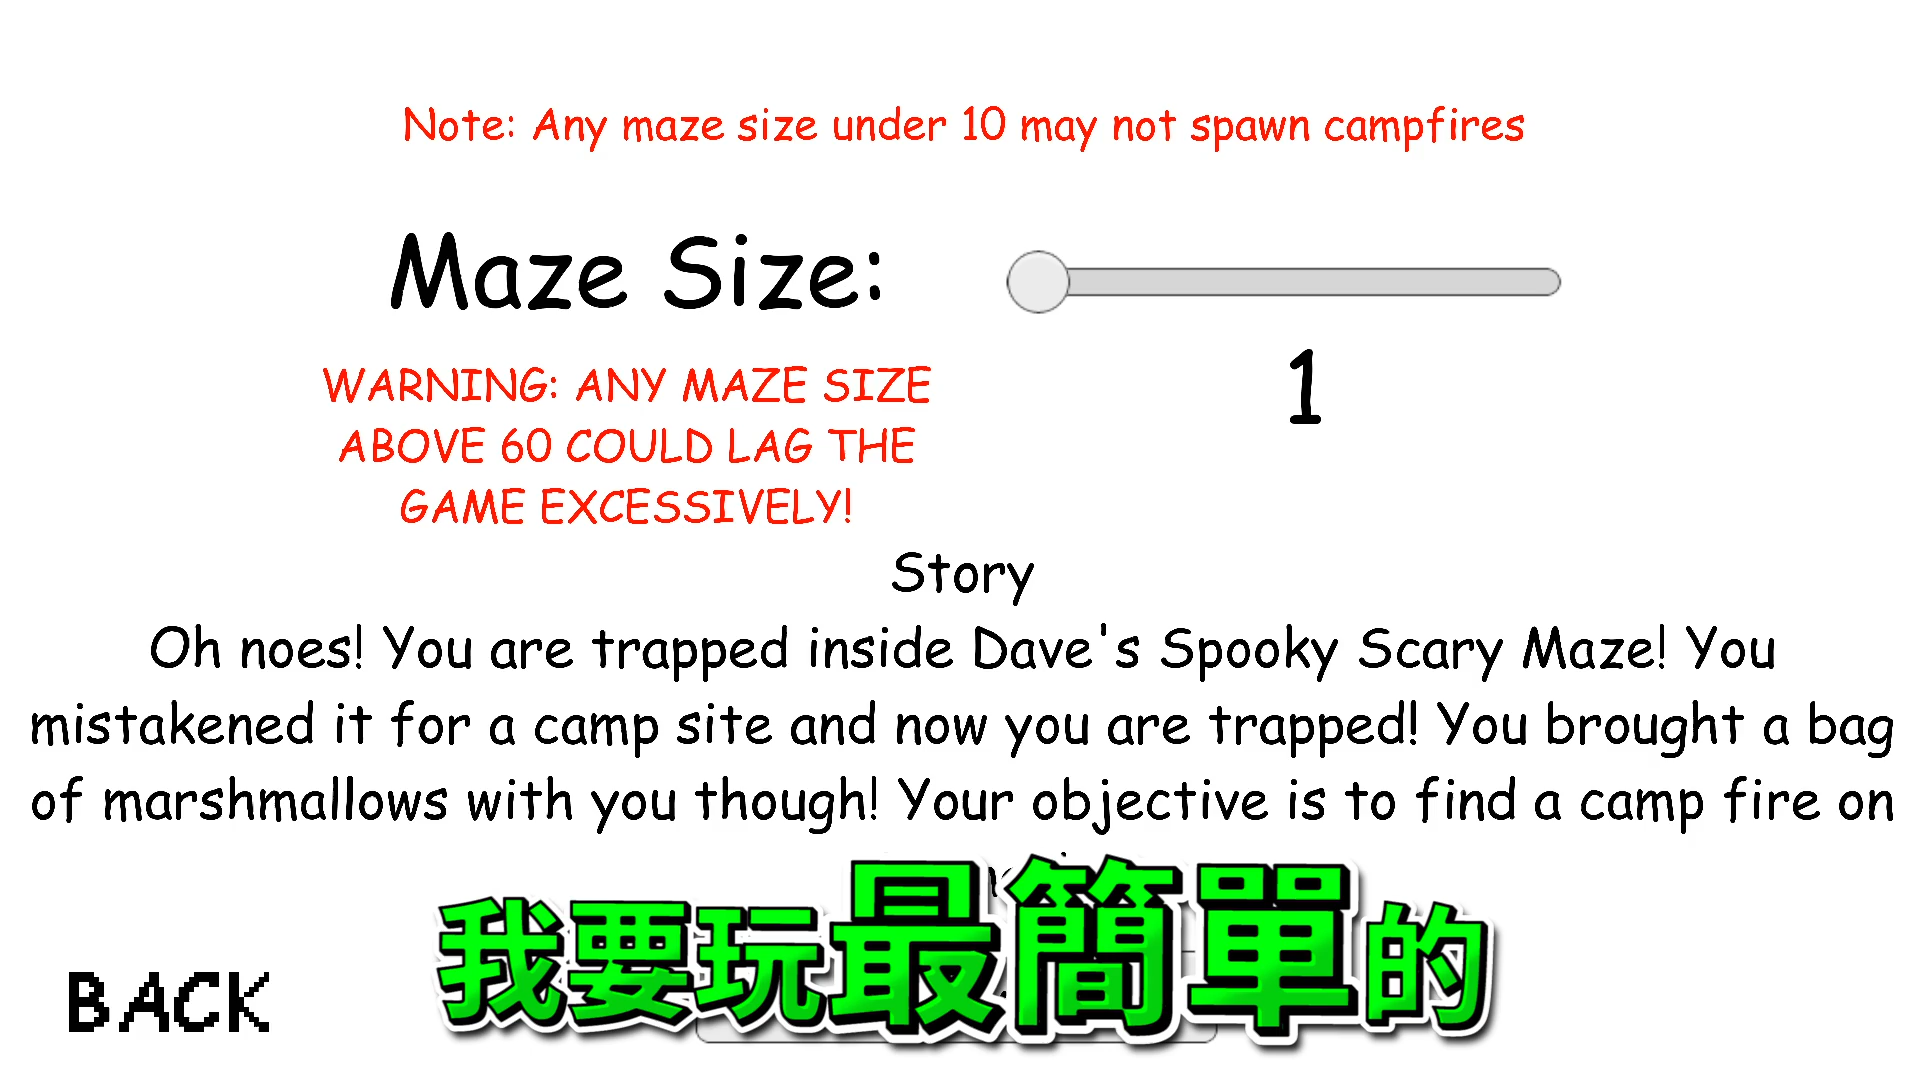 Note: Any maze size under 10 may not spawn campfires
Maze Size:
1
WARNING: ANY MAZE SIZE
ABOVE 60 COULD LAG THE
GAME EXCESSIVELY!
Story
Oh noes! You are trapped inside Dave's Spooky Scary Maze! You
mistakened it for a camp site and now you are trapped! You brought a bag
of marshmallows with you though! Your objective is to find a camp fire on
我要玩最簡單的
BACK